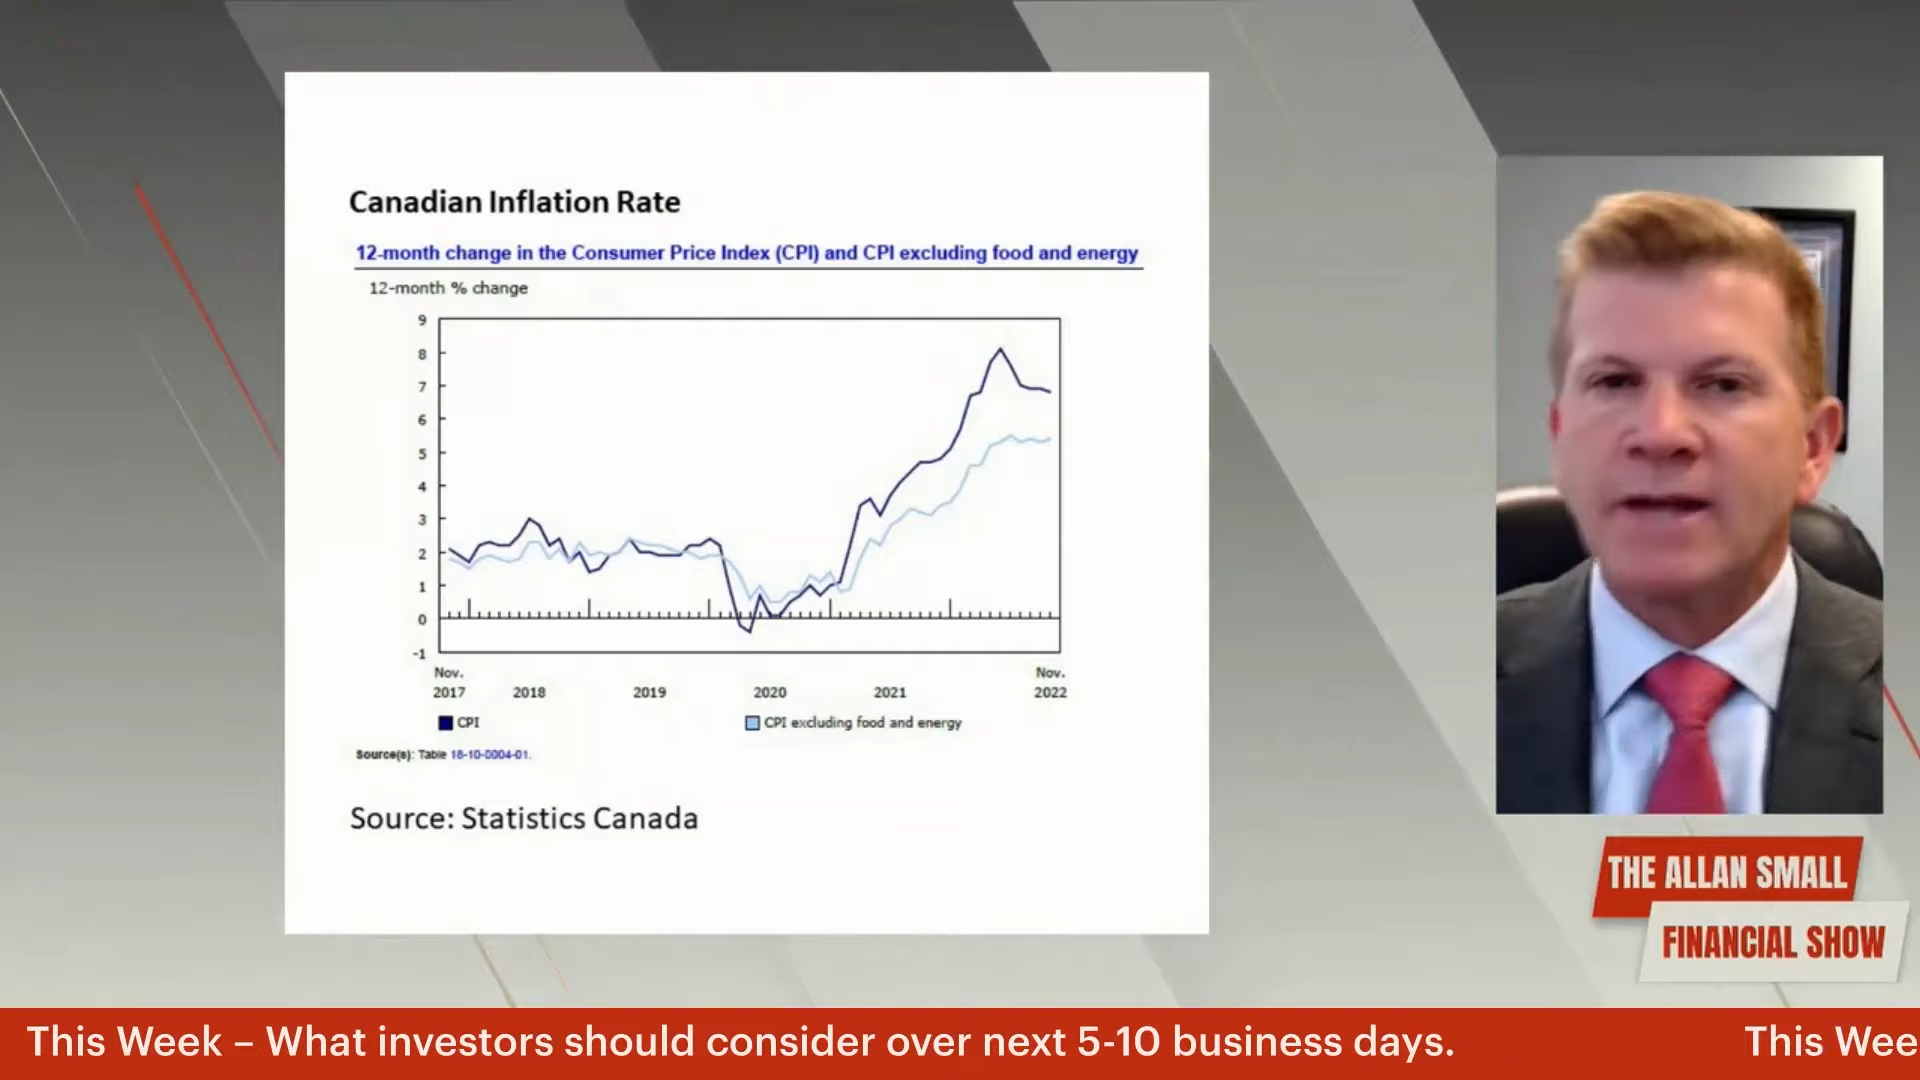 Canadian Inflation Rate
12-month change in the Consumer Price Index (CPI) and CPI excluding food and energy
12-month % change
9
8
7
6
5
4
3
2
1
0
-1
Nov. Nov.
2017 2018 2019 2020 2021 2022
CPI CPI excluding food and energy
Source(s): Table 18-10-0004-01.
Source: Statistics Canada
THE ALLAN SMALL
FINANCIAL SHOW
This Week – What investors should consider over next 5-10 business days. This Wee